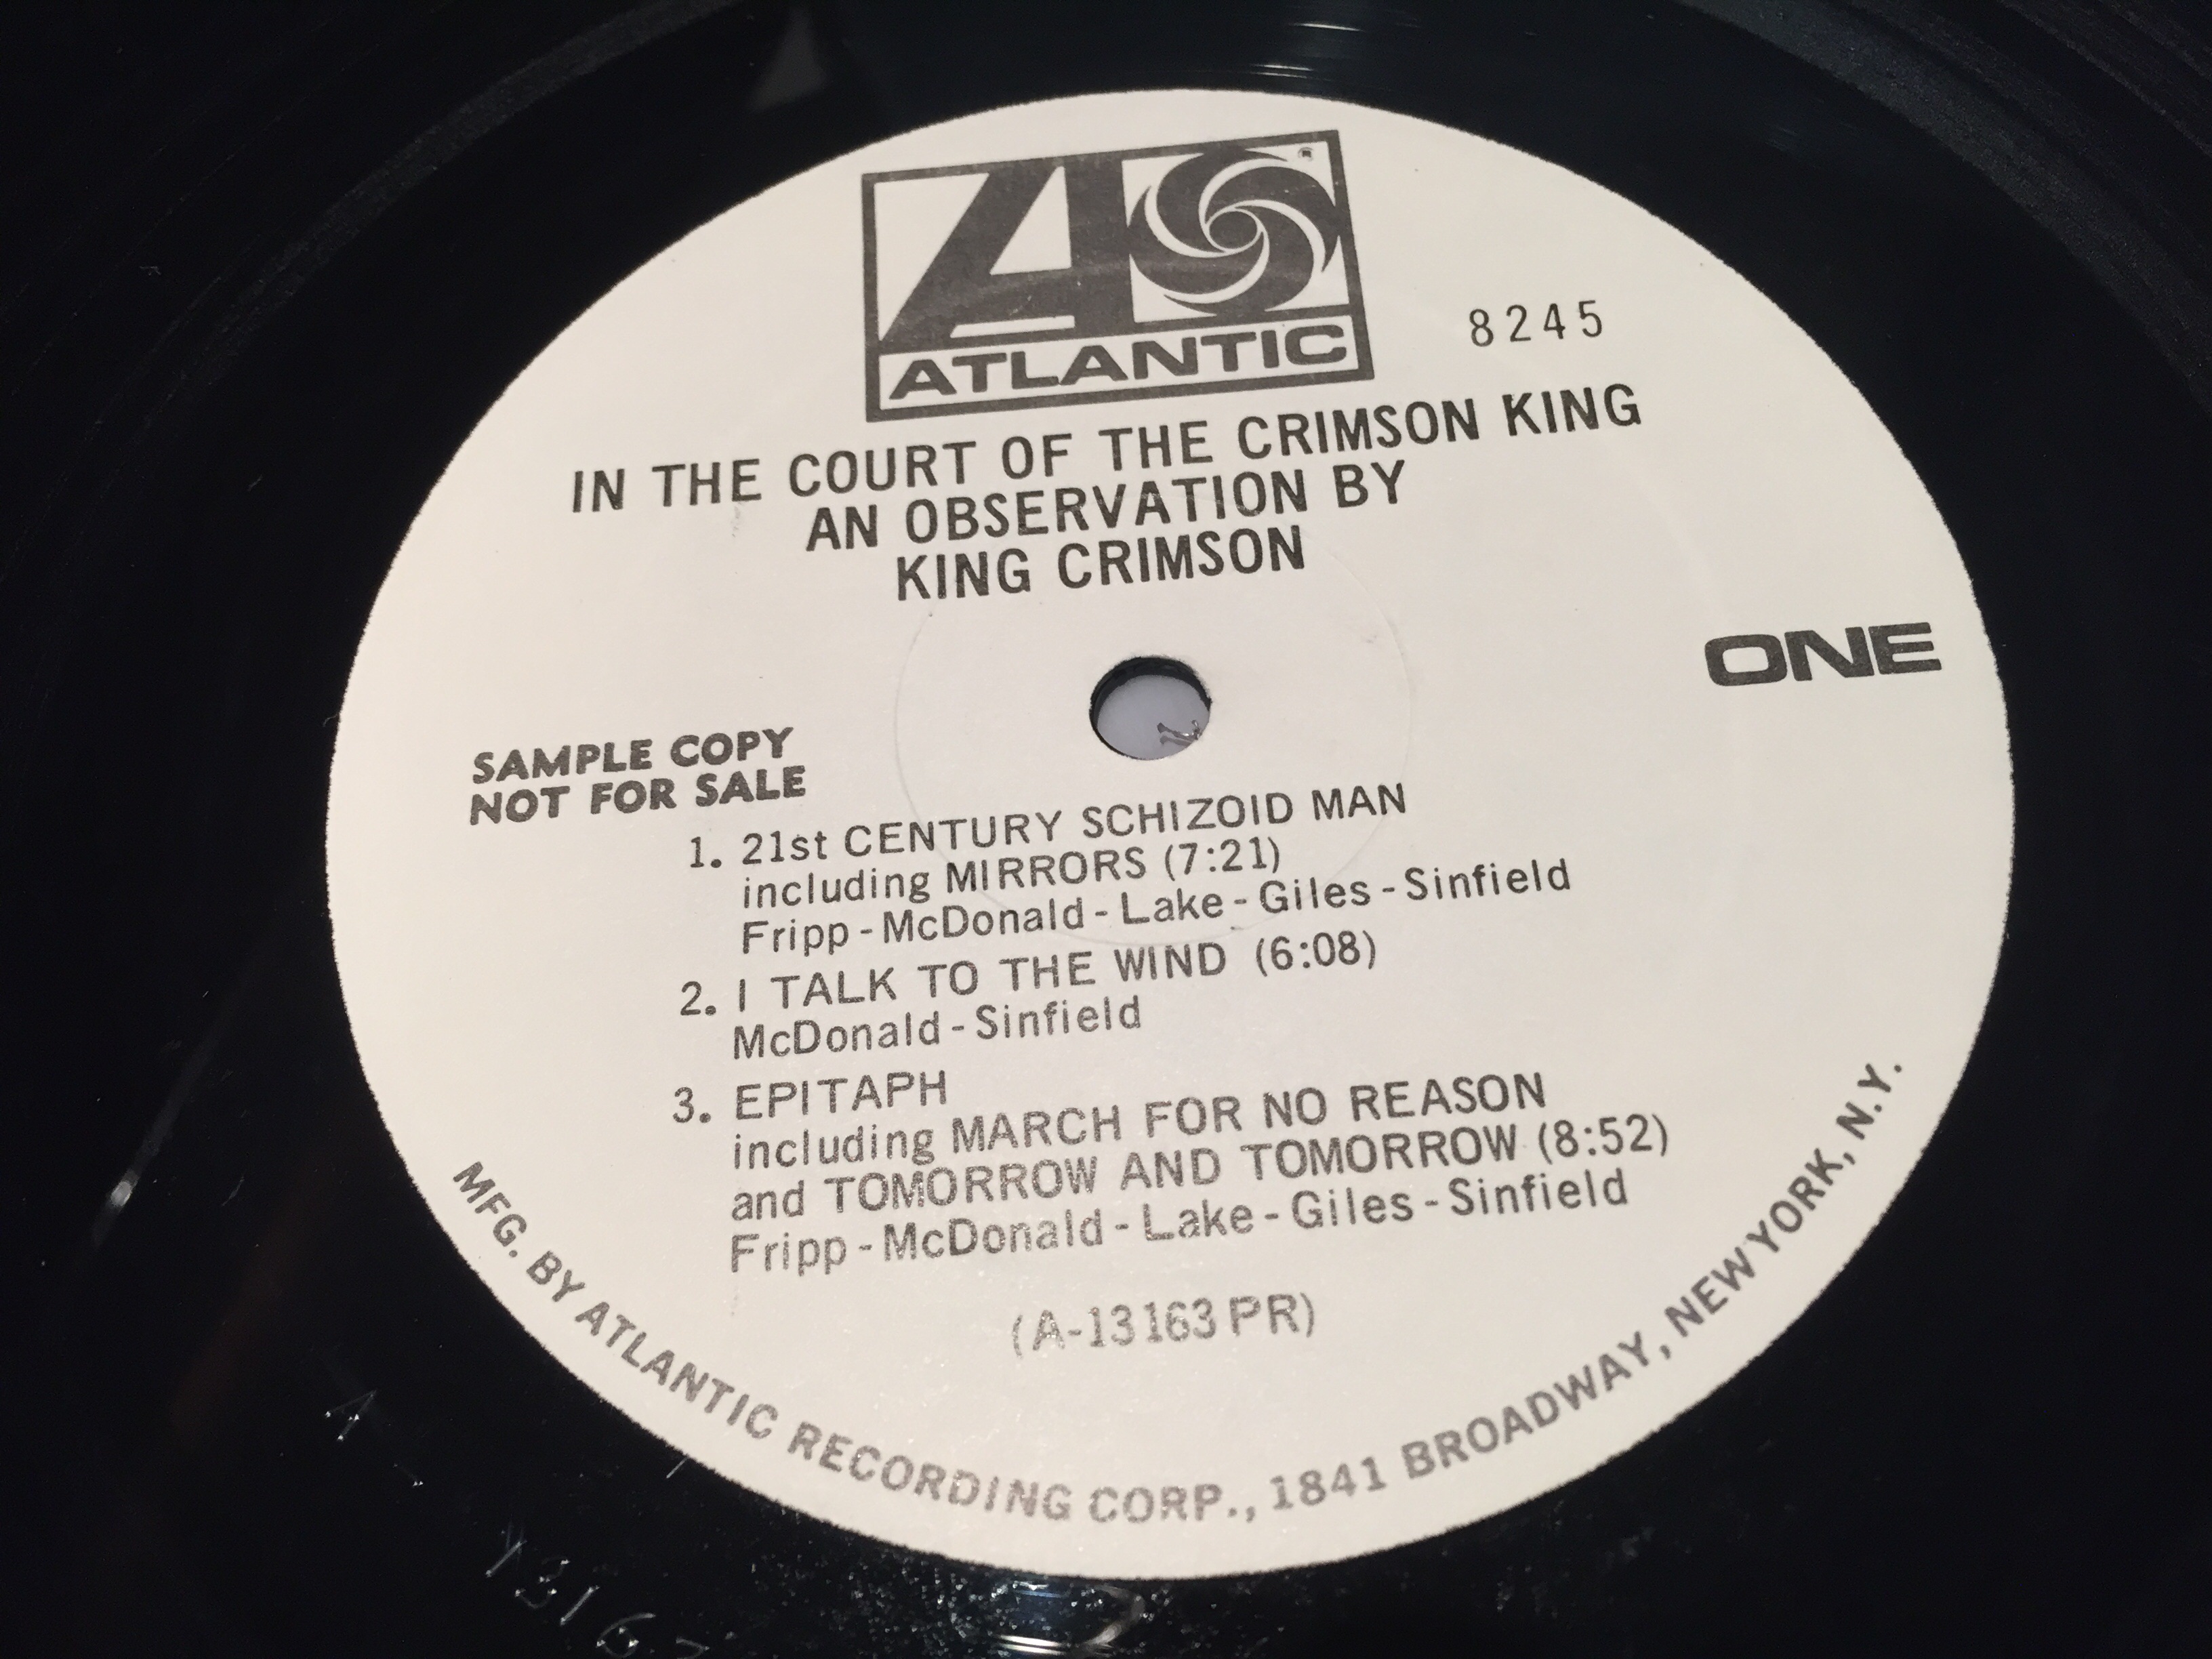 ATLANTIC
8245
IN THE COURT OF THE CRIMSON KING
AN OBSERVATION BY
KING CRIMSON
ONE
SAMPLE COPY
NOT FOR SALE
1. 21st CENTURY SCHIZOID MAN
including MIRRORS (7:21)
Fripp - McDonald - Lake - Giles - Sinfield
2. I TALK TO THE WIND (6:08)
McDonald - Sinfield
3. EPITAPH
including MARCH FOR NO REASON
and TOMORROW AND TOMORROW (8:52)
Fripp - McDonald - Lake - Giles - Sinfield
(A-13163 PR)
MFG. BY ATLANTIC RECORDING CORP., 1841 BROADWAY, NEW YORK, N.Y.